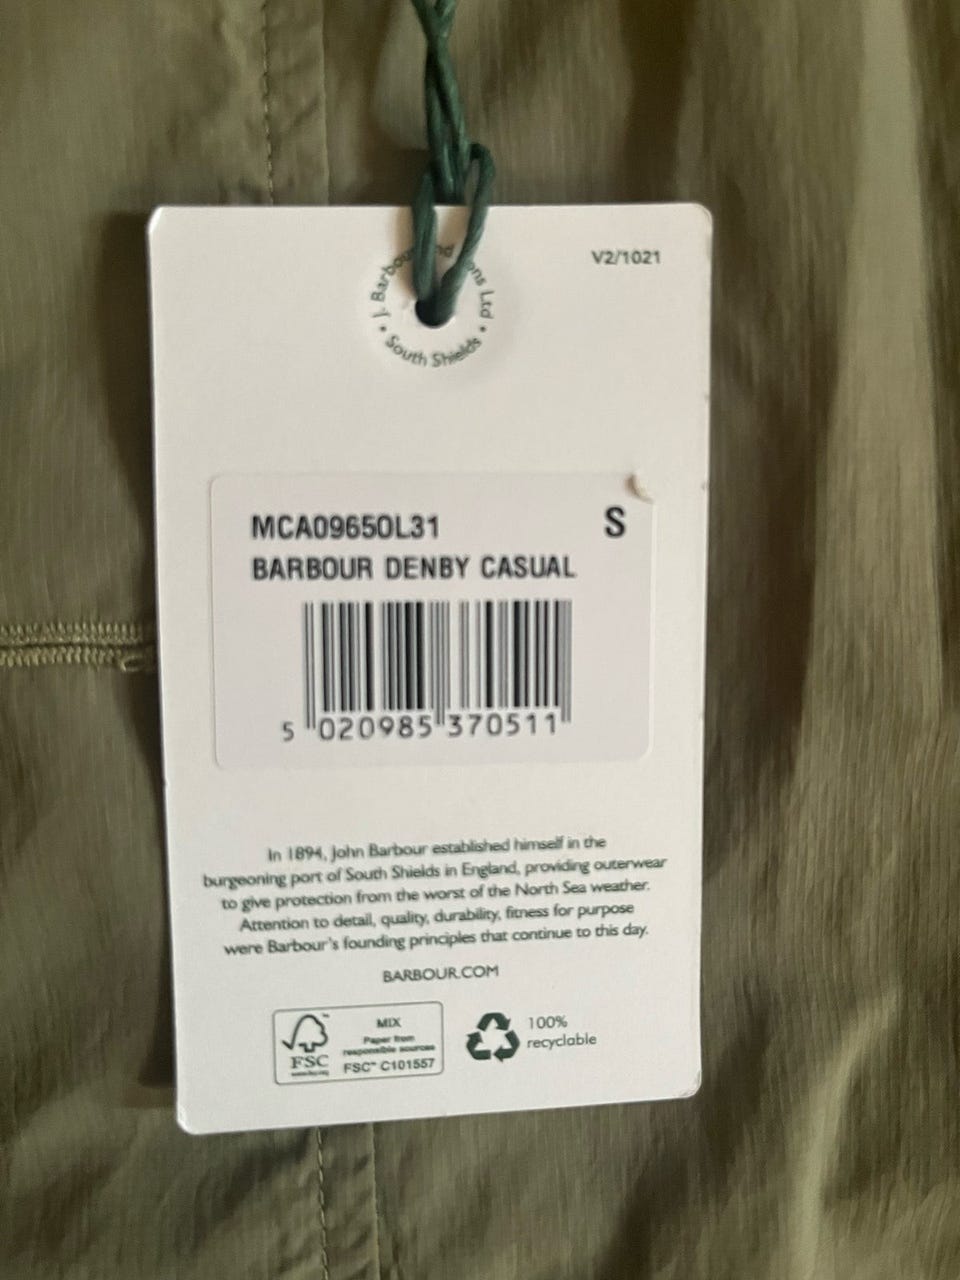 J. Barbour and Sons Ltd
South Shields
V2/1021
MCA0965OL31
S
BARBOUR DENBY CASUAL
5 020985 370511
In 1894, John Barbour established himself in the
burgeoning port of South Shields in England, providing outerwear
to give protection from the worst of the North Sea weather.
Attention to detail, quality, durability, fitness for purpose
were Barbour's founding principles that continue to this day.
BARBOUR.COM
FSC
MIX
Paper from
responsible sources
FSC™ C101557
100%
recyclable